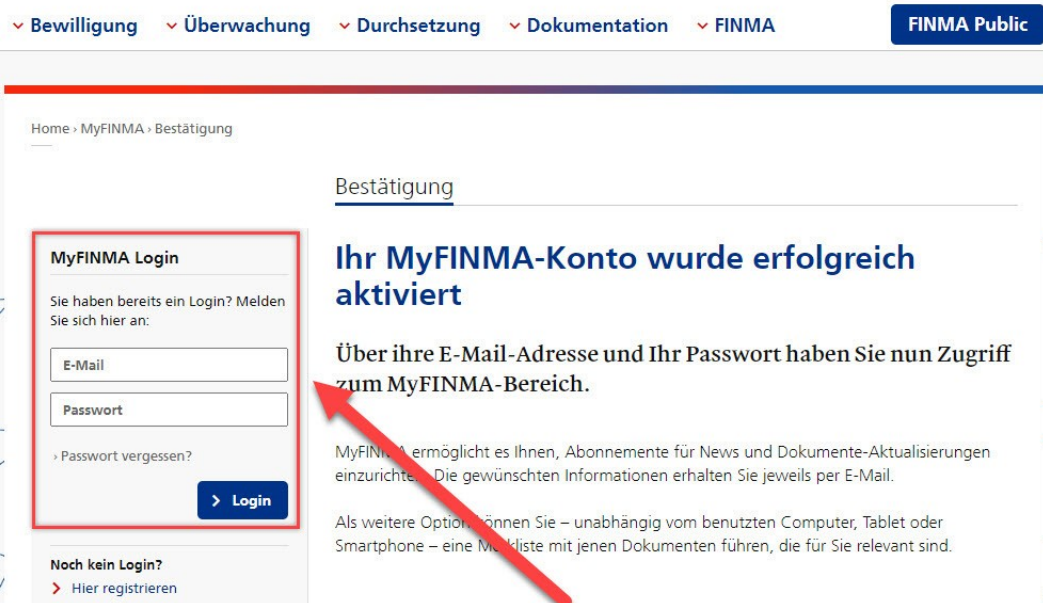 Bewilligung Überwachung Durchsetzung Dokumentation FINMA FINMA Public
Home › MyFINMA › Bestätigung
Bestätigung
MyFINMA Login
Sie haben bereits ein Login? Melden
Sie sich hier an:
E-Mail
Passwort
› Passwort vergessen?
Login
Noch kein Login?
Hier registrieren
Ihr MyFINMA-Konto wurde erfolgreich
aktiviert
Über ihre E-Mail-Adresse und Ihr Passwort haben Sie nun Zugriff
zum MyFINMA-Bereich.
MyFINMA ermöglicht es Ihnen, Abonnemente für News und Dokumente-Aktualisierungen
einzurichten. Die gewünschten Informationen erhalten Sie jeweils per E-Mail.
Als weitere Option können Sie – unabhängig vom benutzten Computer, Tablet oder
Smartphone – eine Merkliste mit jenen Dokumenten führen, die für Sie relevant sind.